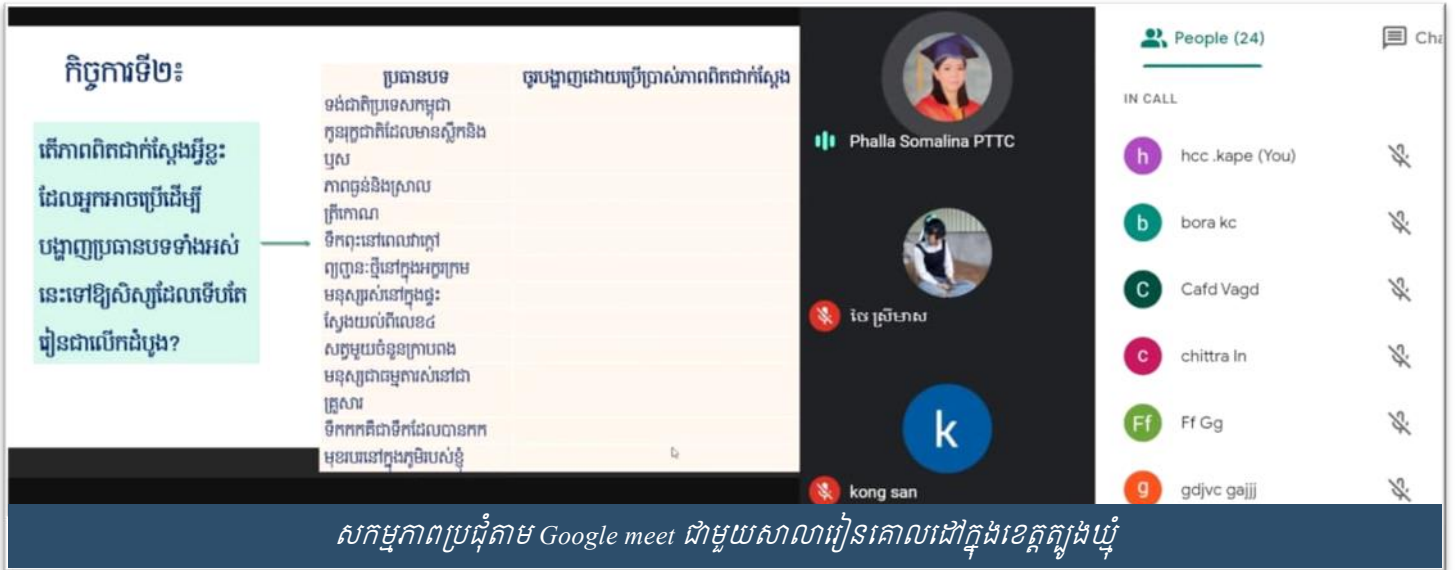 កិច្ចការទី២៖
តើភាពពិតជាក់ស្តែងអ្វីខ្លះ
ដែលអ្នកអាចប្រើដើម្បី
បង្ហាញប្រធានបទទាំងអស់
នេះទៅឱ្យសិស្សដែលទើបតែ
រៀនជាលើកដំបូង?
ប្រធានបទ
ចូរបង្ហាញដោយប្រើប្រាស់ភាពពិតជាក់ស្តែង
ទង់ជាតិប្រទេសកម្ពុជា
កូនរុក្ខជាតិដែលមានស្លឹកនិង
ឬស
ភាពធ្ងន់និងស្រាល
ត្រីកោណ
ទឹកពុះនៅពេលវាក្តៅ
ព្យញ្ជនៈថ្មីនៅក្នុងអក្ខរក្រម
មនុស្សរស់នៅក្នុងផ្ទះ
ស្វែងយល់ពីលេខ៤
សត្វមួយចំនួនក្រាបពង
មនុស្សជាធម្មតារស់នៅជា
គ្រួសារ
ទឹកកកគឺជាទឹកដែលបានកក
មុខរបរនៅក្នុងភូមិរបស់ខ្ញុំ
Phalla Somalina PTTC
ថៃ ស្រីមាស
k
kong san
People (24)
Cha
IN CALL
h
hcc .kape (You)
b
bora kc
C
Cafd Vagd
c
chittra In
Ff
Ff Gg
g
gdjvc gajjj
សកម្មភាពប្រជុំតាម Google meet ជាមួយសាលារៀនគោលដៅក្នុងខេត្តត្បូងឃ្មុំ